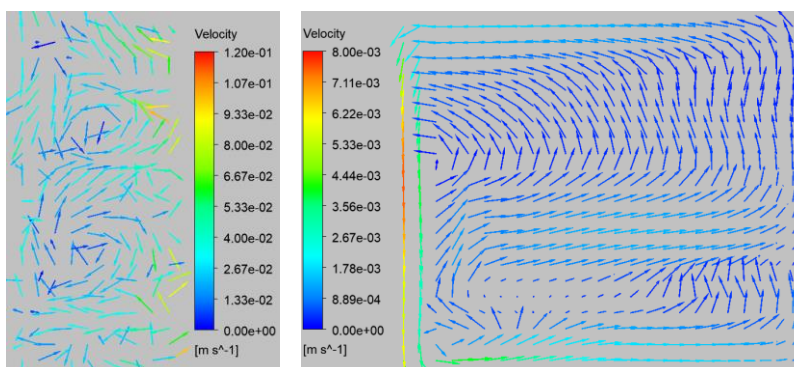 Velocity
1.20e-01
1.07e-01
9.33e-02
8.00e-02
6.67e-02
5.33e-02
4.00e-02
2.67e-02
1.33e-02
0.00e+00
[m s^-1]
Velocity
8.00e-03
7.11e-03
6.22e-03
5.33e-03
4.44e-03
3.56e-03
2.67e-03
1.78e-03
8.89e-04
0.00e+00
[m s^-1]